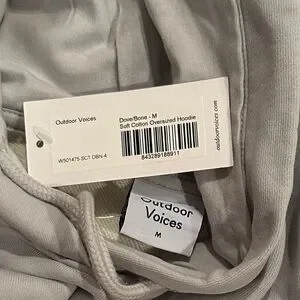 Outdoor Voices
Dove/Bone - M
Soft Cotton Oversized Hoodie
843289188911
W501475-SCT DBN-4
outdoorvoices.com
Outdoor
Voices
M